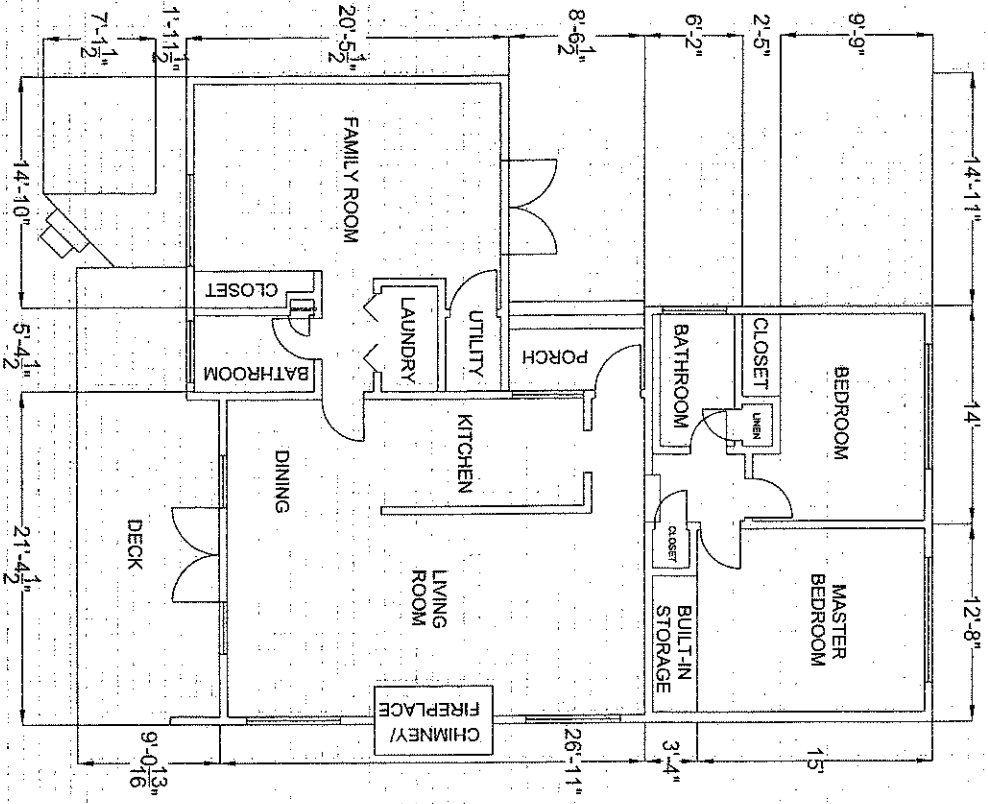 15'
3'-4"
26'-11"
9'-0 13/16"
CHIMNEY/
FIREPLACE
12'-8"
MASTER
BEDROOM
BUILT-IN
STORAGE
CLOSET
LIVING
ROOM
21'-4 1/2"
14'
BEDROOM
CLOSET
LINEN
BATHROOM
KITCHEN
DINING
DECK
PORCH
UTILITY
LAUNDRY
BATHROOM
5'-4 1/2"
CLOSET
FAMILY ROOM
14'-11"
14'-10"
9'-9"
2'-5"
6'-2"
8'-6 1/2"
20'-5 1/2"
1'-11 1/2"
7'-1 1/2"